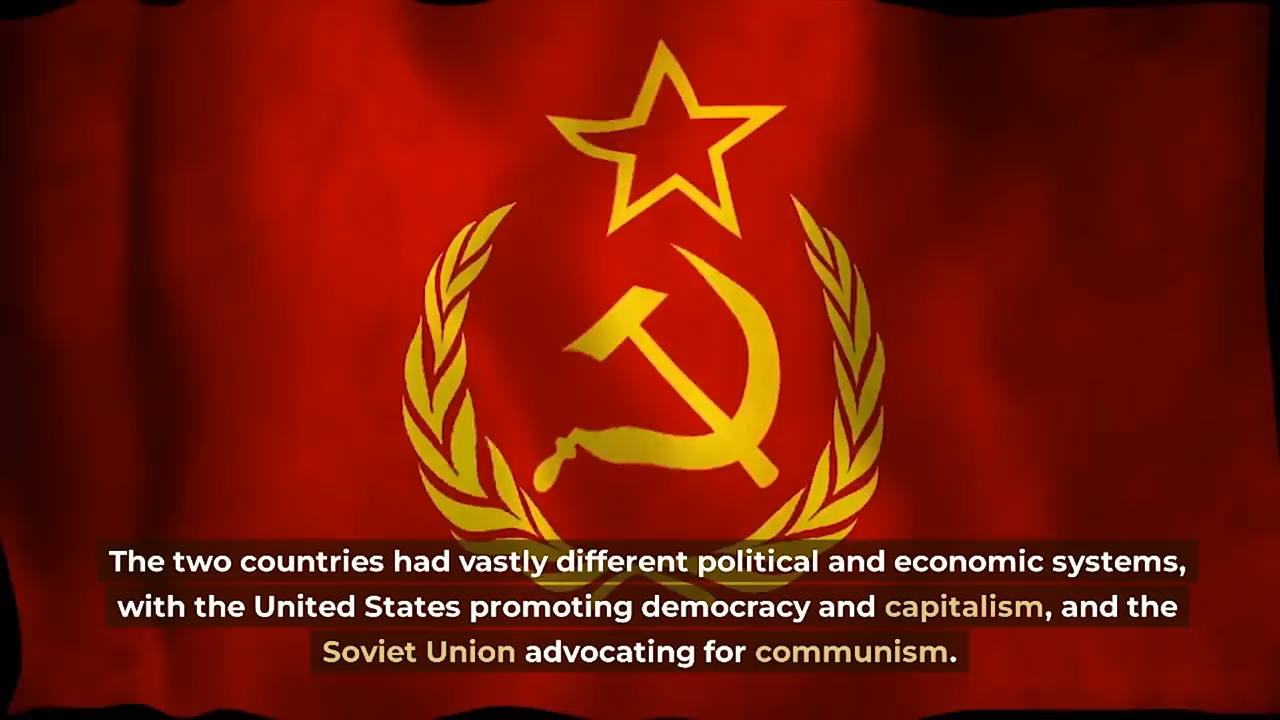 The two countries had vastly different political and economic systems,
with the United States promoting democracy and capitalism, and the
Soviet Union advocating for communism.